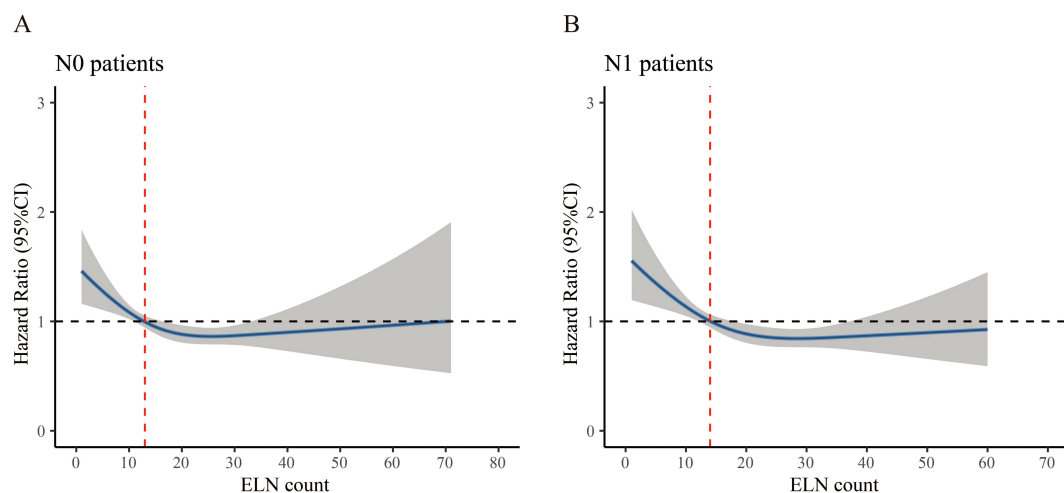 A
N0 patients
Hazard Ratio (95%CI)
3
2
1
0
0 10 20 30 40 50 60 70 80
ELN count
B
N1 patients
Hazard Ratio (95%CI)
3
2
1
0
0 10 20 30 40 50 60 70
ELN count